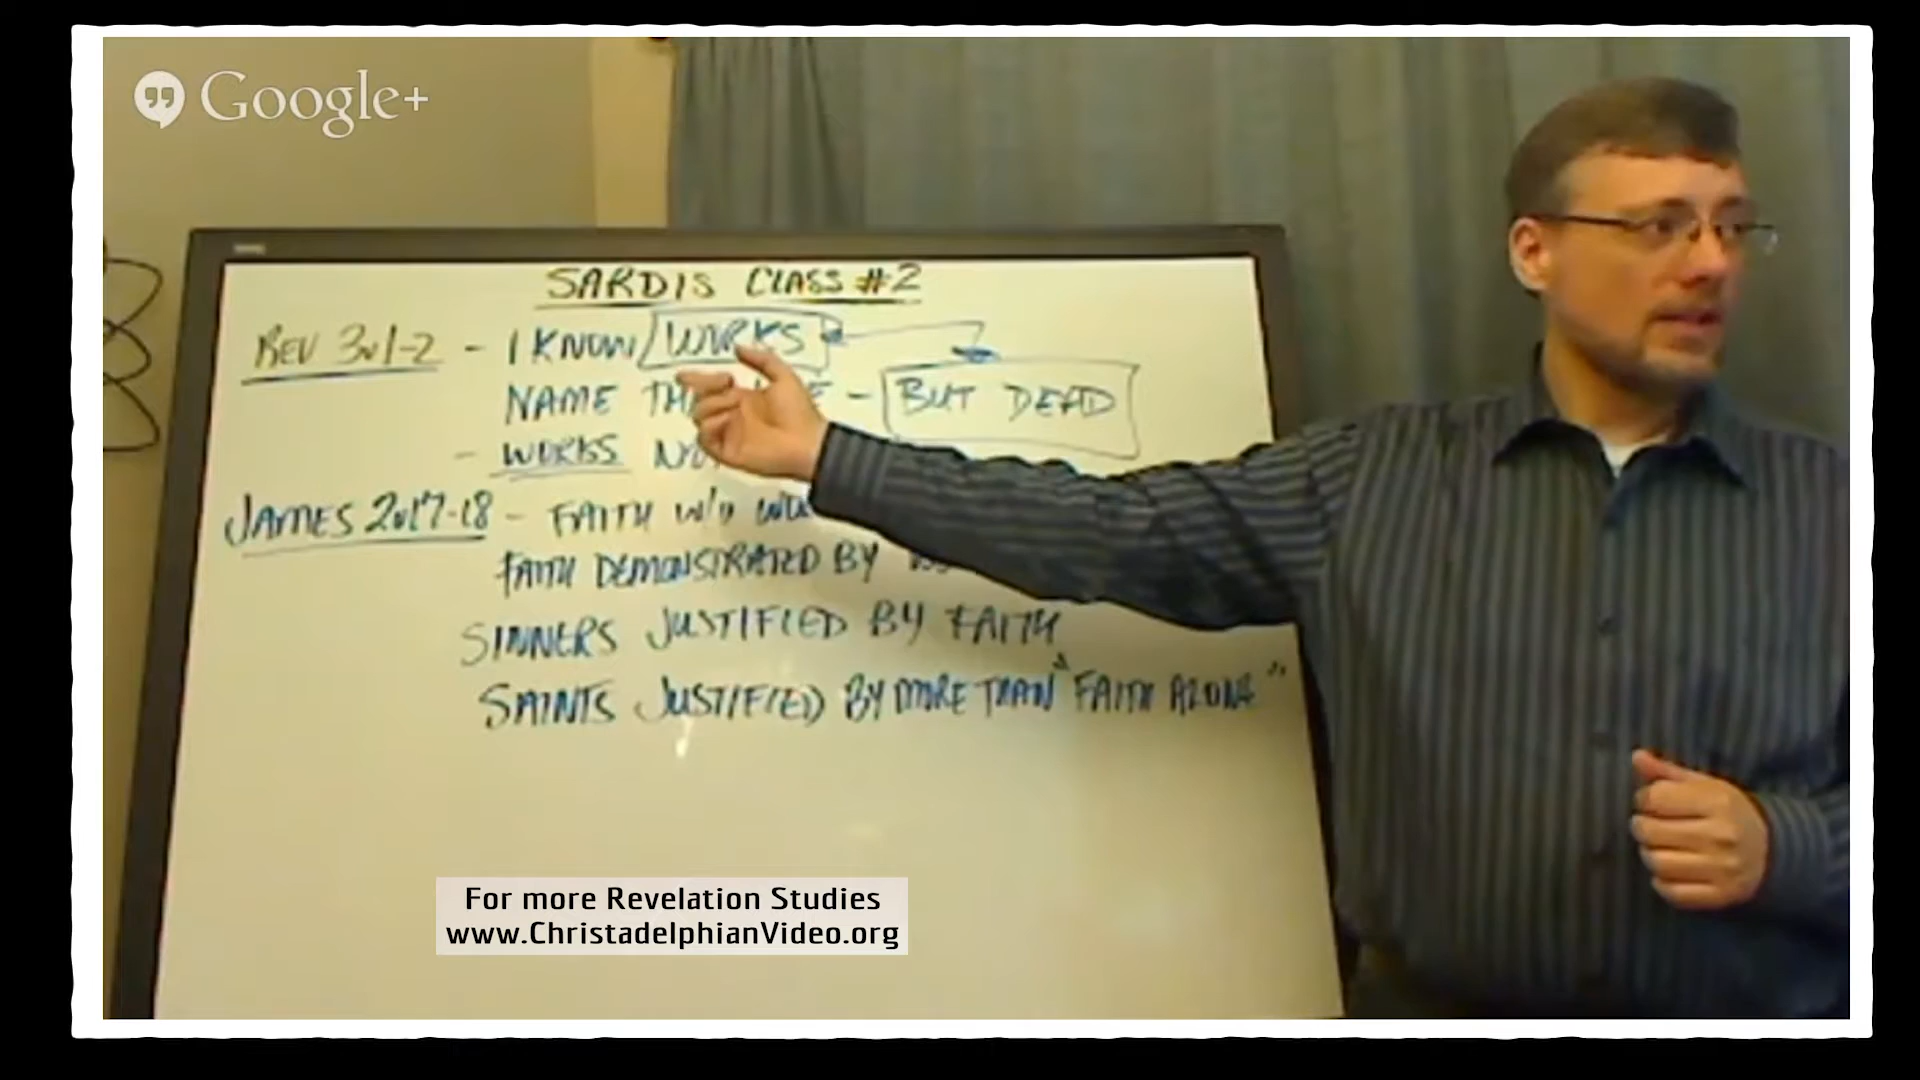 Google+
SARDIS CLASS #2
REV 3v1-2 - I KNOW WORKS
NAME - BUT DEAD
- WORKS
JAMES 2v17-18 - FAITH w/o
FAITH DEMONSTRATED BY
SINNERS JUSTIFIED BY FAITH
SAINTS JUSTIFIED BY MORE THAN "FAITH ALONE"
For more Revelation Studies
www.ChristadelphianVideo.org